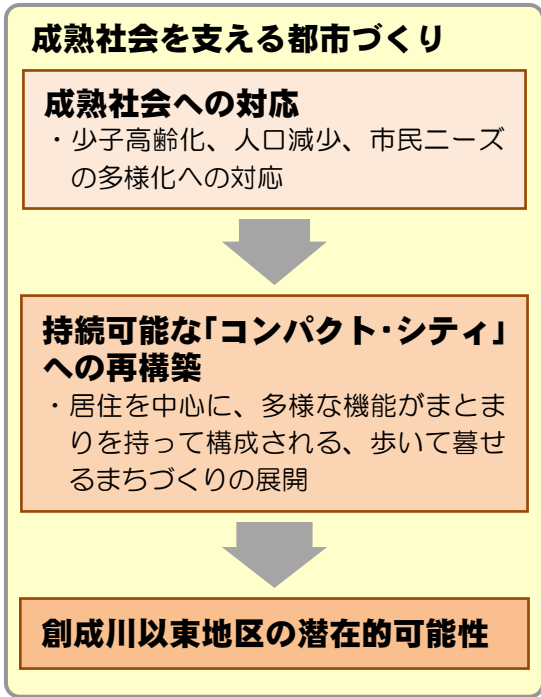 成熟社会を支える都市づくり
成熟社会への対応
・少子高齢化、人口減少、市民ニーズ
の多様化への対応
持続可能な「コンパクト・シティ」
への再構築
・居住を中心に、多様な機能がまとま
りを持って構成される、歩いて暮せ
るまちづくりの展開
創成川以東地区の潜在的可能性